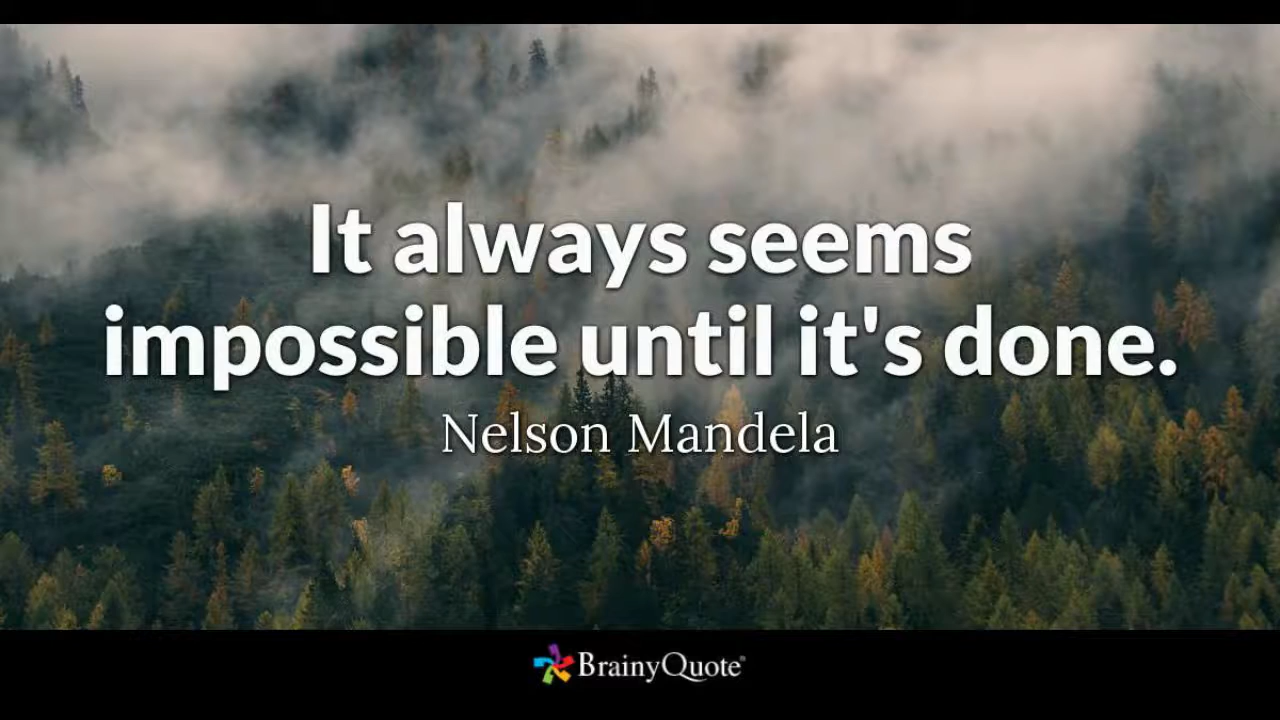 It always seems
impossible until it's done.
Nelson Mandela
BrainyQuote®